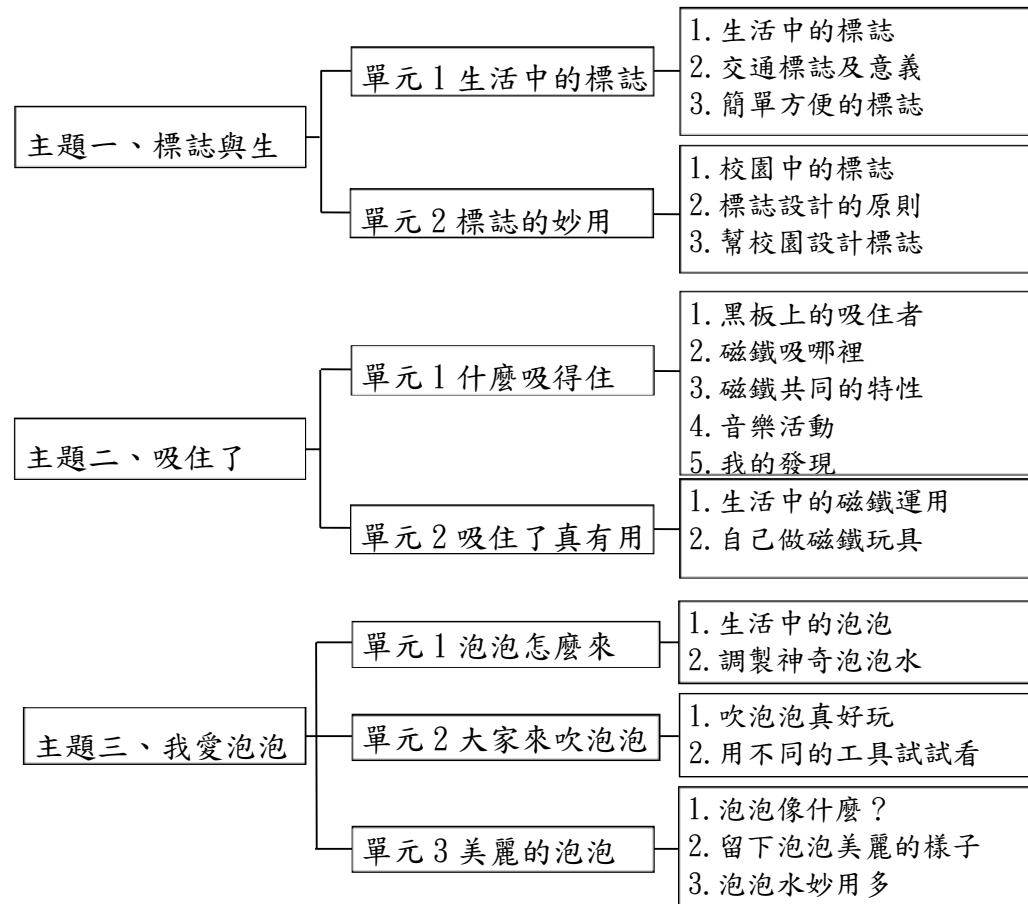 主題一、標誌與生
單元 1 生活中的標誌
1.生活中的標誌
2.交通標誌及意義
3.簡單方便的標誌
單元 2 標誌的妙用
1.校園中的標誌
2.標誌設計的原則
3.幫校園設計標誌
主題二、吸住了
單元 1 什麼吸得住
1.黑板上的吸住者
2.磁鐵吸哪裡
3.磁鐵共同的特性
4.音樂活動
5.我的發現
單元 2 吸住了真有用
1.生活中的磁鐵運用
2.自己做磁鐵玩具
主題三、我愛泡泡
單元 1 泡泡怎麼來
1.生活中的泡泡
2.調製神奇泡泡水
單元 2 大家來吹泡泡
1.吹泡泡真好玩
2.用不同的工具試試看
單元 3 美麗的泡泡
1.泡泡像什麼？
2.留下泡泡美麗的樣子
3.泡泡水妙用多